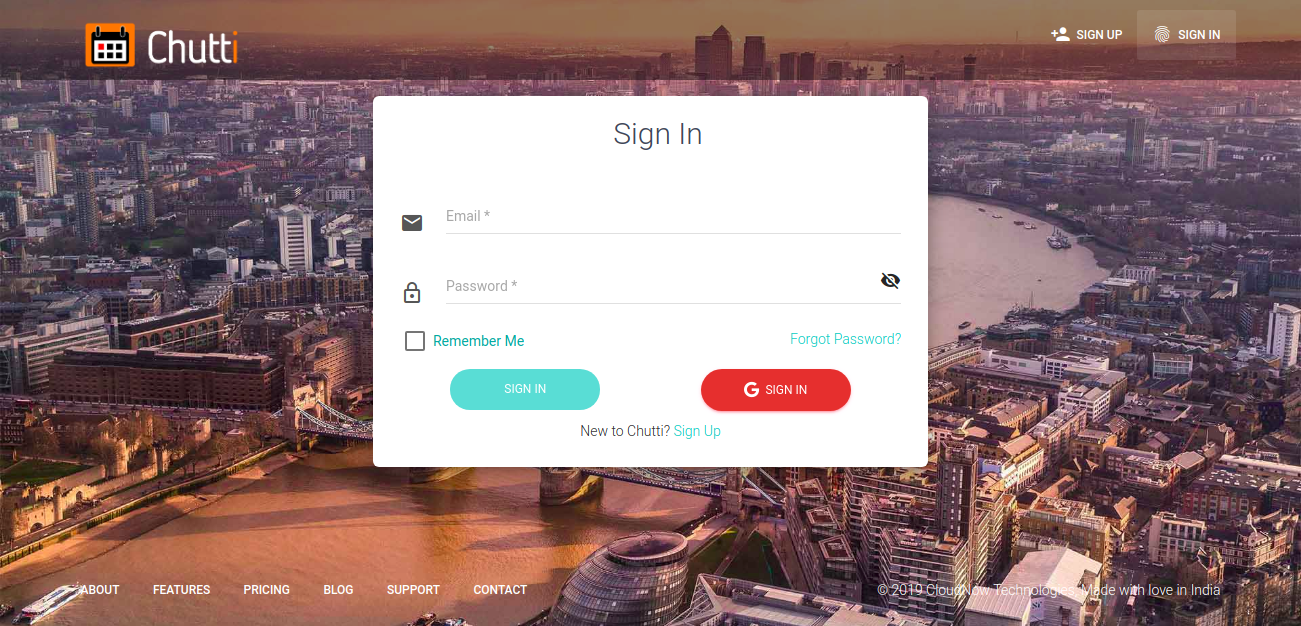 Chutti
SIGN UP
SIGN IN
Sign In
Email *
Password *
Remember Me
Forgot Password?
SIGN IN
G SIGN IN
New to Chutti? Sign Up
ABOUT
FEATURES
PRICING
BLOG
SUPPORT
CONTACT
© 2019 CloudNow Technologies, Made with love in India